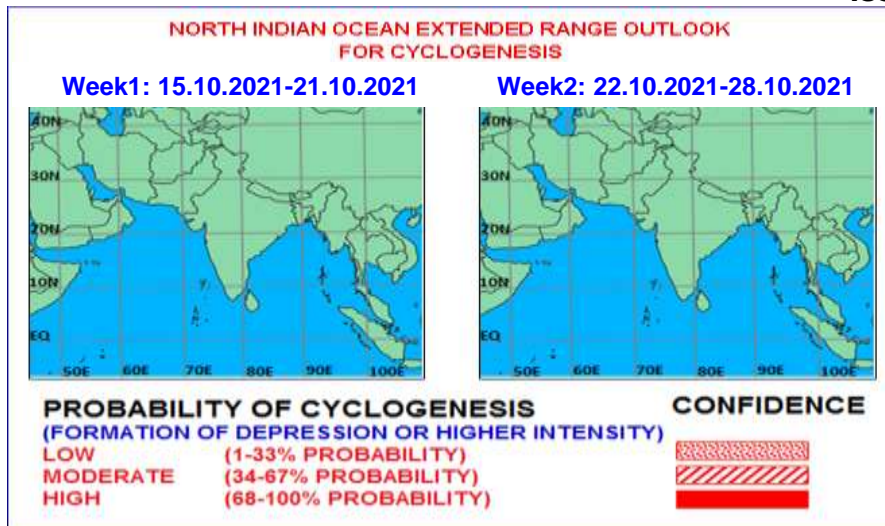 NORTH INDIAN OCEAN EXTENDED RANGE OUTLOOK
FOR CYCLOGENESIS
Week1: 15.10.2021-21.10.2021
Week2: 22.10.2021-28.10.2021
40N
30N
20N
10N
EQ
50E 60E 70E 80E 90E 100E
40N
30N
20N
10N
EQ
50E 60E 70E 80E 90E 100E
PROBABILITY OF CYCLOGENESIS CONFIDENCE
(FORMATION OF DEPRESSION OR HIGHER INTENSITY)
LOW (1-33% PROBABILITY)
MODERATE (34-67% PROBABILITY)
HIGH (68-100% PROBABILITY)